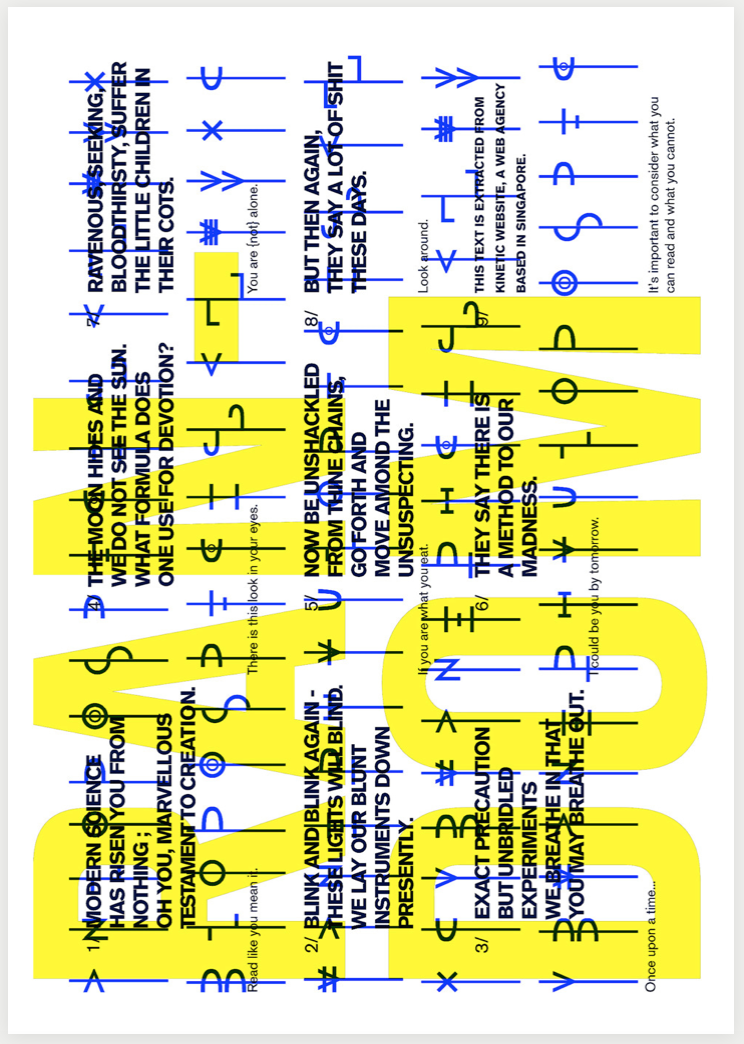 RAN
DOM
1/ MODERN SCIENCE
HAS RISEN YOU FROM
NOTHING ;
OH YOU, MARVELLOUS
TESTAMENT TO CREATION.
Read like you mean it.
2/ BLINK AND BLINK AGAIN -
THESE LIGHTS WILL BLIND.
WE LAY OUR BLUNT
INSTRUMENTS DOWN
PRESENTLY.
3/ EXACT PRECAUTION
BUT UNBRIDLED
EXPERIMENTS
WE BREATHE IN THAT
YOU MAY BREATHE OUT.
Once upon a time...
4/ THE MOON HIDES AND
WE DO NOT SEE THE SUN.
WHAT FORMULA DOES
ONE USE FOR DEVOTION?
There is this look in your eyes.
5/ NOW BE UNSHACKLED
FROM THINE CHAINS,
GO FORTH AND
MOVE AMOND THE
UNSUSPECTING.
If you are what you eat.
6/ THEY SAY THERE IS
A METHOD TO OUR
MADNESS.
I could be you by tomorrow.
7/ RAVENOUS, SEEKING,
BLOODTHIRSTY, SUFFER
THE LITTLE CHILDREN IN
THEIR COTS.
You are {not} alone.
8/ BUT THEN AGAIN,
THEY SAY A LOT OF SHIT
THESE DAYS.
Look around.
9/ THIS TEXT IS EXTRACTED FROM
KINETIC WEBSITE, A WEB AGENCY
BASED IN SINGAPORE.
It's important to consider what you
can read and what you cannot.